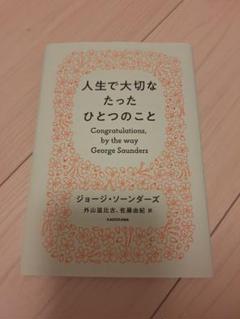 人生で大切な
たった
ひとつのこと
Congratulations,
by the way
George Saunders
ジョージ・ソーンダーズ
外山滋比古、佐藤由紀 訳
KADOKAWA